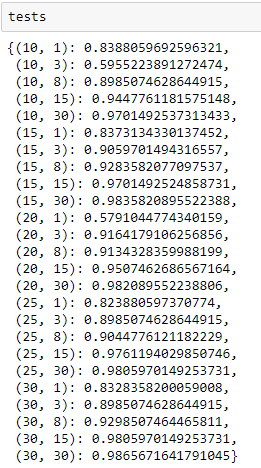 tests
{(10, 1): 0.8388059692596321,
(10, 3): 0.5955223891272474,
(10, 8): 0.8985074628644915,
(10, 15): 0.9447761181575148,
(10, 30): 0.9701492537313433,
(15, 1): 0.8373134330137452,
(15, 3): 0.9059701494316557,
(15, 8): 0.9283582077097537,
(15, 15): 0.9701492524858731,
(15, 30): 0.9835820895522388,
(20, 1): 0.5791044774340159,
(20, 3): 0.9164179106256856,
(20, 8): 0.9134328359988199,
(20, 15): 0.9507462686567164,
(20, 30): 0.982089552238806,
(25, 1): 0.823880597370774,
(25, 3): 0.8985074628644915,
(25, 8): 0.9044776121182229,
(25, 15): 0.9761194029850746,
(25, 30): 0.9805970149253731,
(30, 1): 0.8328358200059008,
(30, 3): 0.8985074628644915,
(30, 8): 0.9298507464465811,
(30, 15): 0.9805970149253731,
(30, 30): 0.9865671641791045}